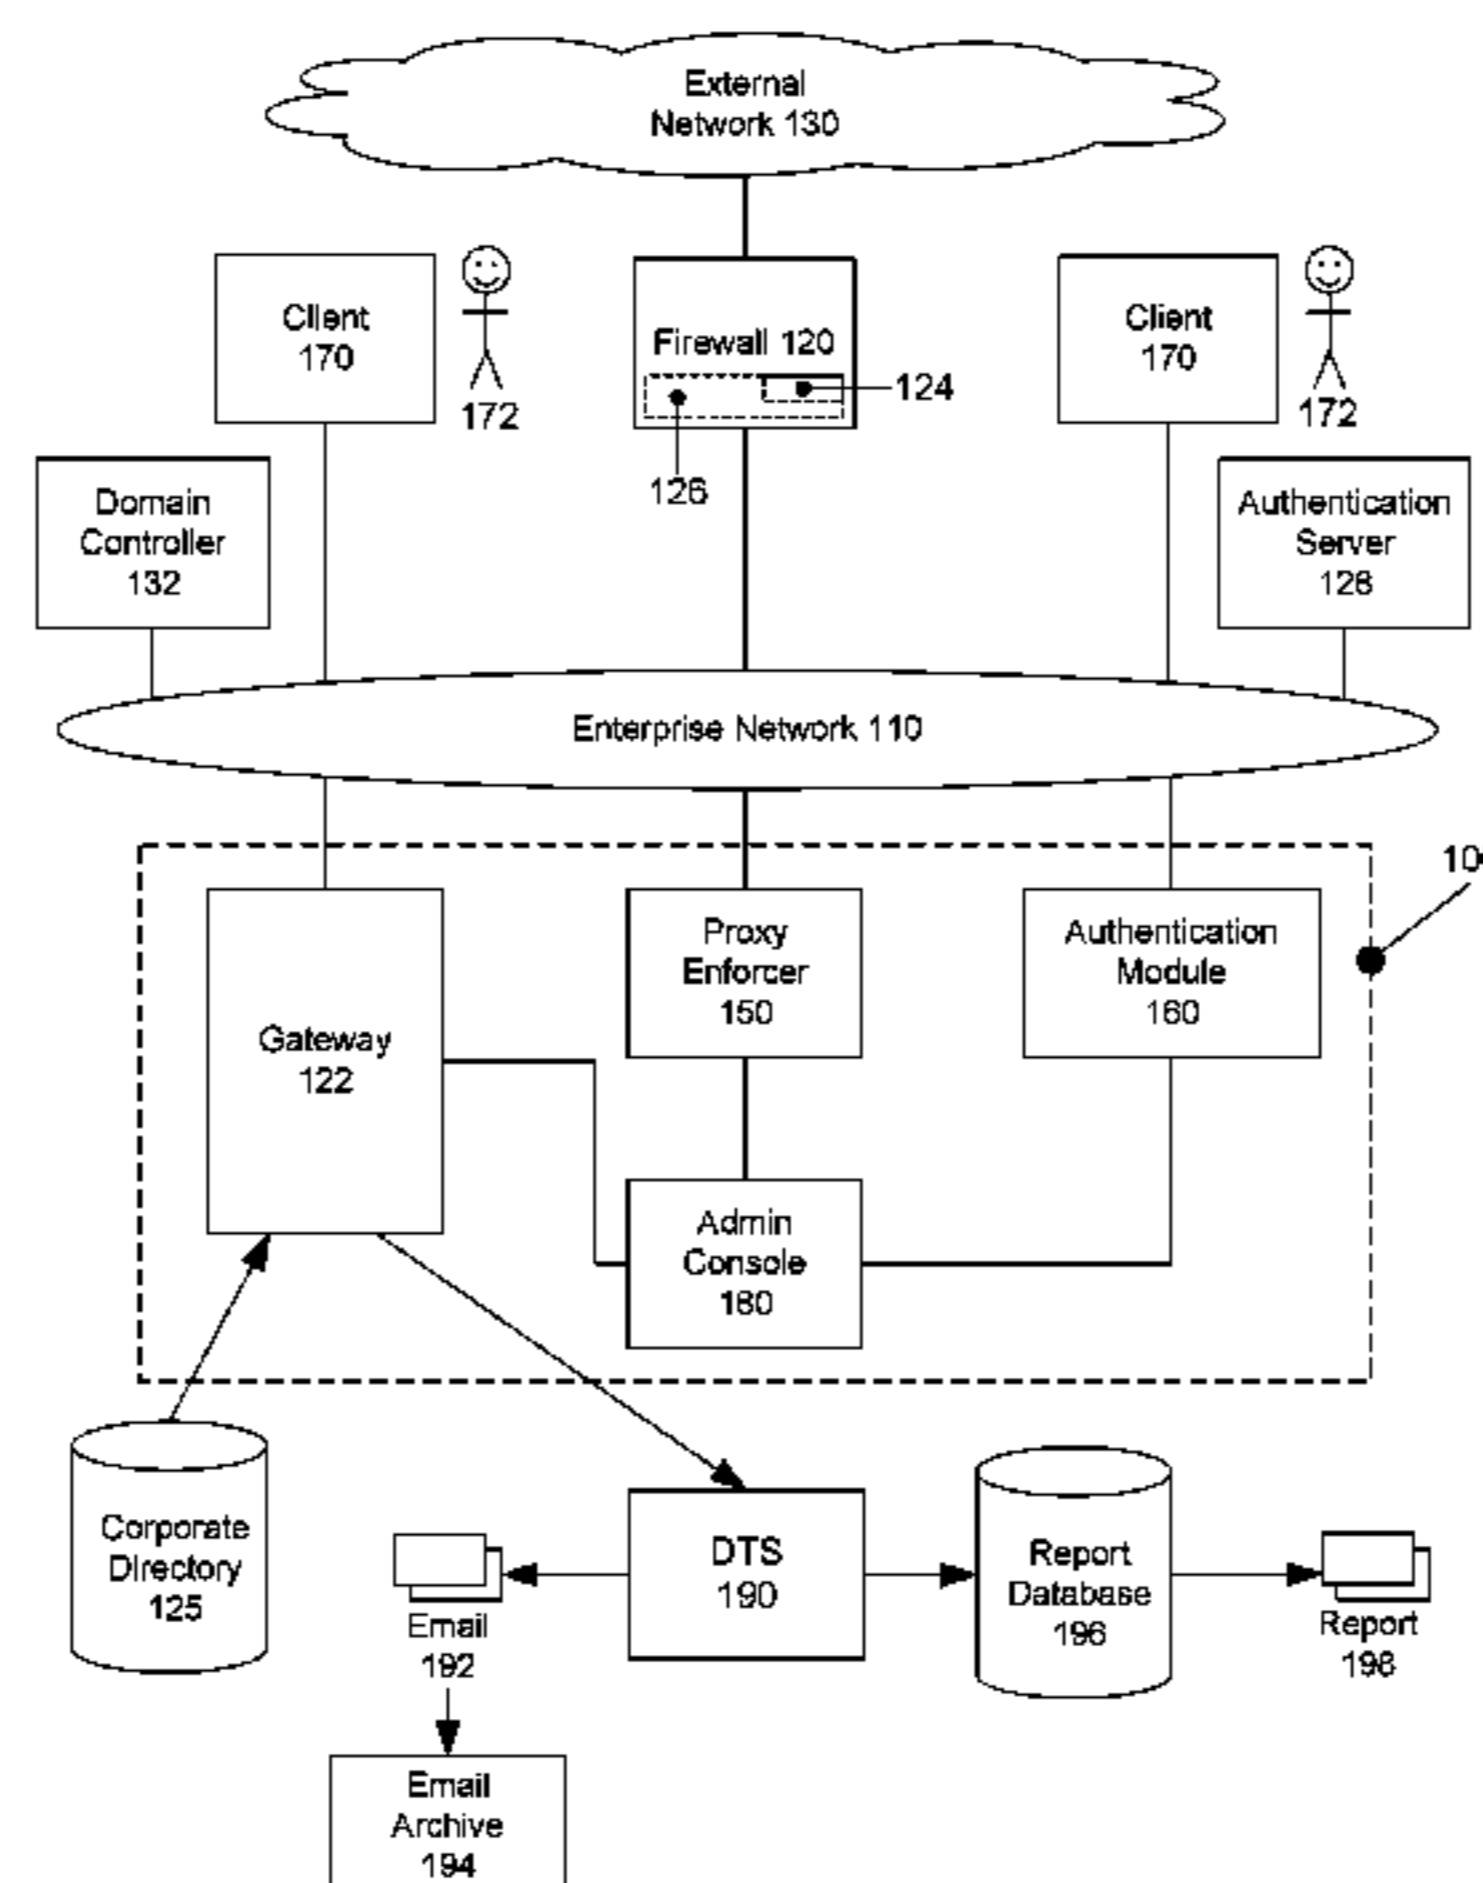 External
Network 130
Client
170
172
Firewall 120
124
126
Client
170
172
Domain
Controller
132
Authentication
Server
128
Enterprise Network 110
10
Gateway
122
Proxy
Enforcer
150
Authentication
Module
160
Admin
Console
180
Corporate
Directory
125
Email
192
DTS
190
Report
Database
196
Report
198
Email
Archive
194